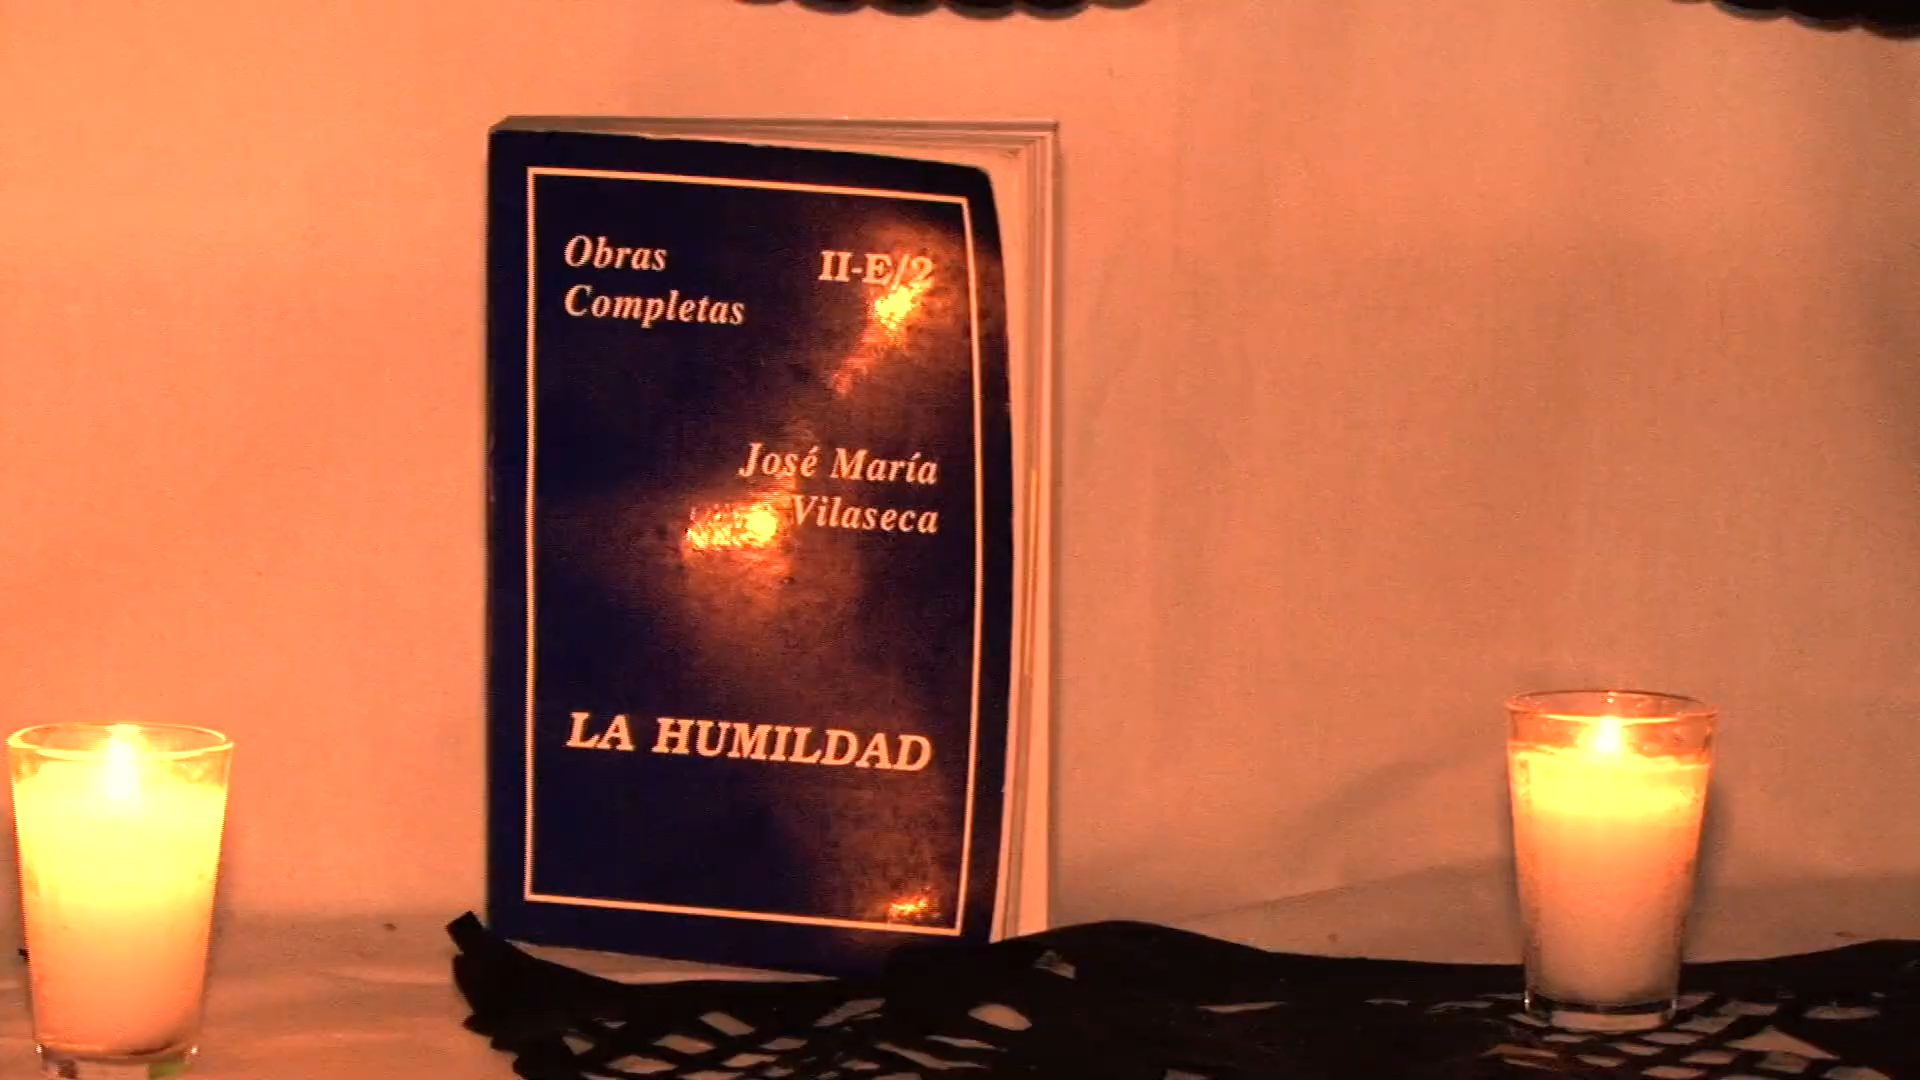 Obras
Completas
II-E/2
José María
Vilaseca
LA HUMILDAD